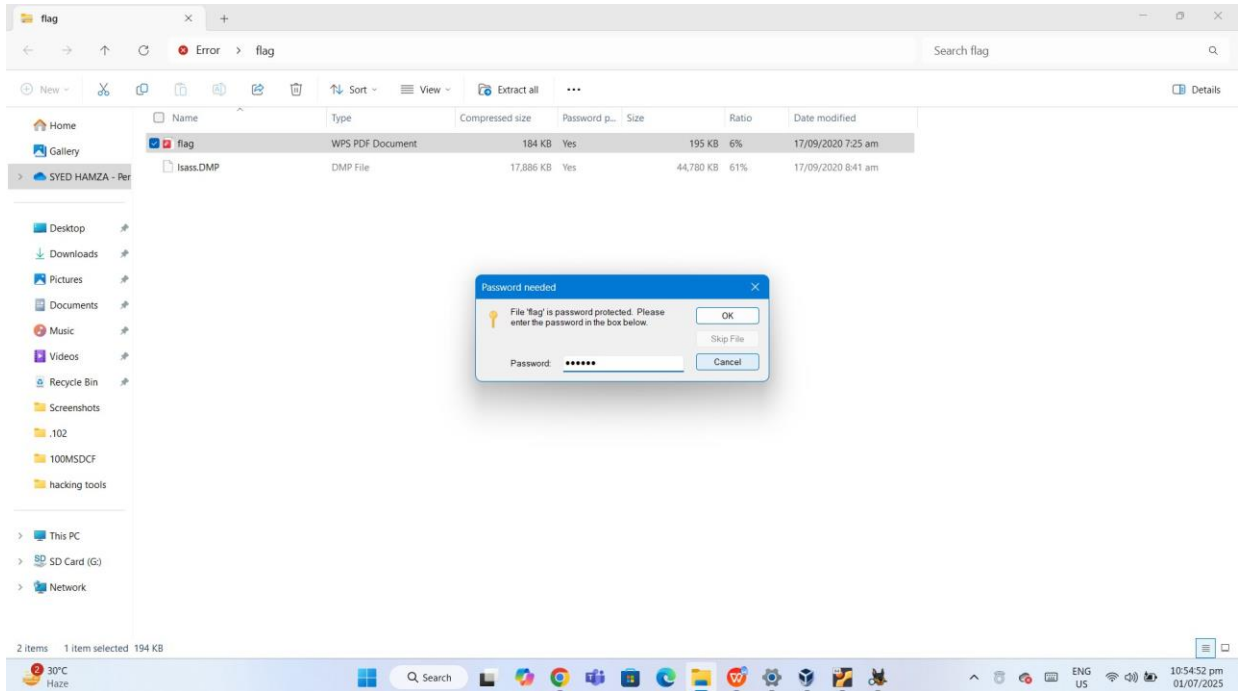 flag
Error > flag
Search flag
New
Sort
View
Extract all
Details
Home
Gallery
SYED HAMZA - Per
Desktop
Downloads
Pictures
Documents
Music
Videos
Recycle Bin
Screenshots
.102
100MSDCF
hacking tools
This PC
SD Card (G:)
Network
Name Type Compressed size Password p... Size Ratio Date modified
flag WPS PDF Document 184 KB Yes 195 KB 6% 17/09/2020 7:25 am
lsass.DMP DMP File 17,886 KB Yes 44,780 KB 61% 17/09/2020 8:41 am
Password needed
File 'flag' is password protected. Please
enter the password in the box below.
OK
Skip File
Password: ••••••
Cancel
2 items 1 item selected 194 KB
2
30°C
Haze
Search
ENG
US
10:54:52 pm
01/07/2025